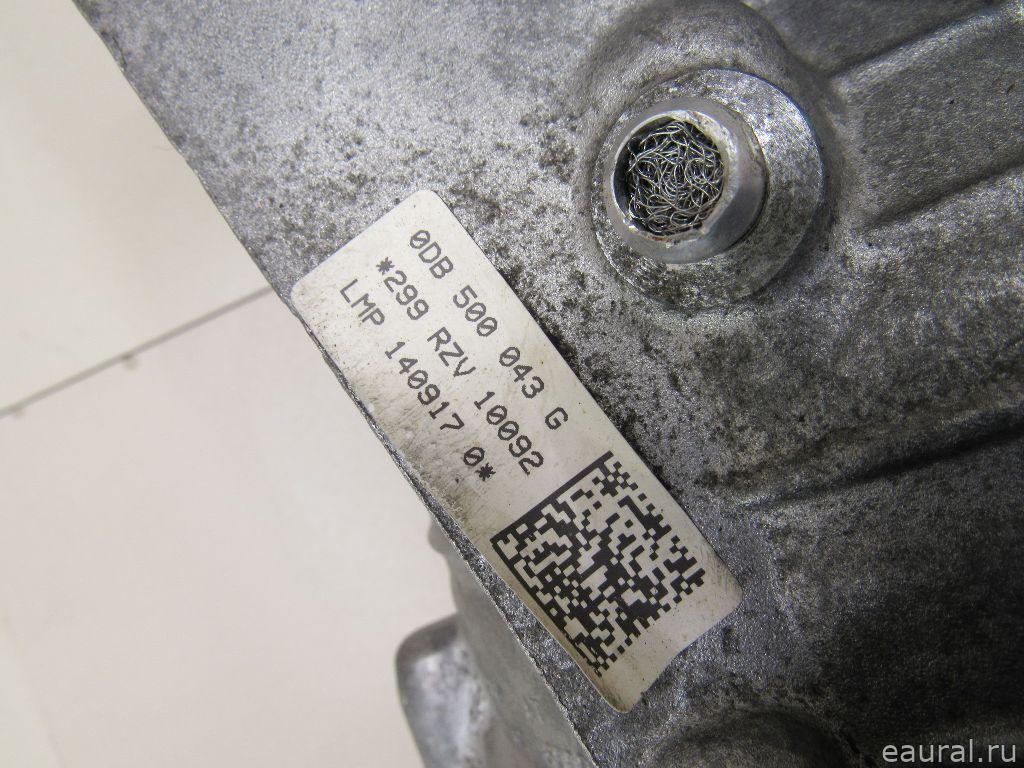 0DB 500 043 G
*299 RZV 10092
LMP 140917 0*
eaural.ru